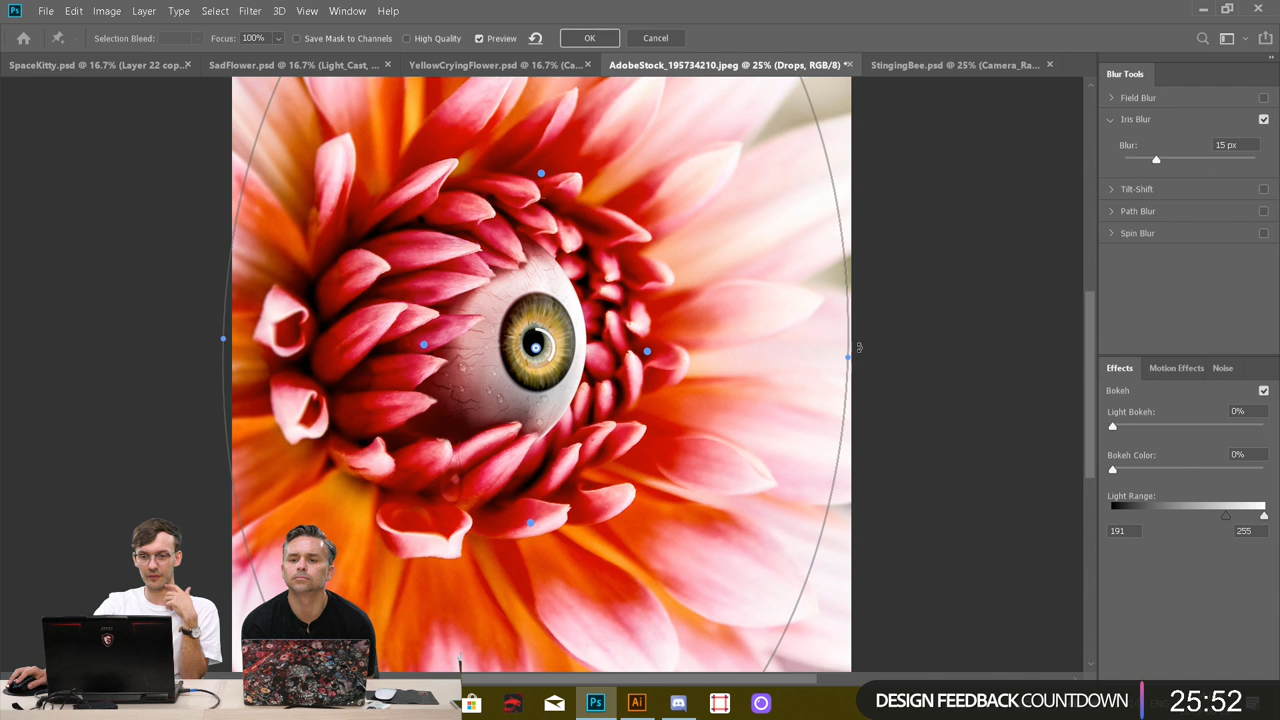 Ps File Edit Image Layer Type Select Filter 3D View Window Help
Selection Bleed: Focus: 100% Save Mask to Channels High Quality Preview OK Cancel
SpaceKitty.psd @ 16.7% (Layer 22 cop... × SadFlower.psd @ 16.7% (Light_Cast, ... × YellowCryingFlower.psd @ 16.7% (Ca... × AdobeStock_195734210.jpeg @ 25% (Drops, RGB/8) * × StingingBee.psd @ 25% (Camera_Ra... ×
Blur Tools
Field Blur
Iris Blur
Blur: 15 px
Tilt-Shift
Path Blur
Spin Blur
Effects Motion Effects Noise
Bokeh
Light Bokeh: 0%
Bokeh Color: 0%
Light Range:
191 255
Ps Ai
DESIGN FEEDBACK COUNTDOWN 25:52